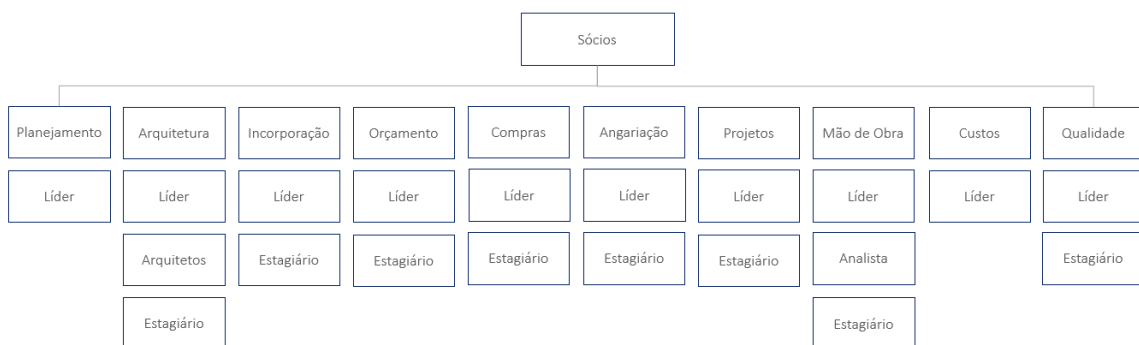 Sócios
Planejamento
Arquitetura
Incorporação
Orçamento
Compras
Angariação
Projetos
Mão de Obra
Custos
Qualidade
Líder
Líder
Líder
Líder
Líder
Líder
Líder
Líder
Líder
Líder
Arquitetos
Estagiário
Estagiário
Estagiário
Estagiário
Estagiário
Analista
Estagiário
Estagiário
Estagiário